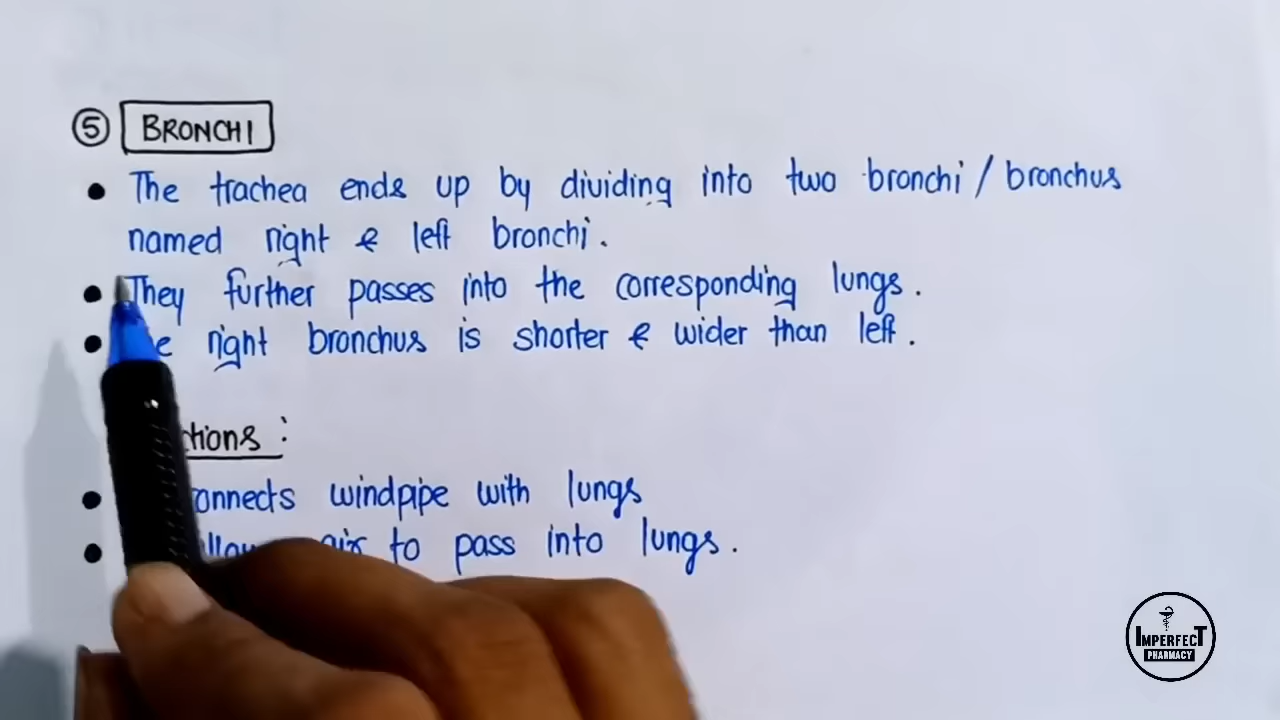 ⑤ BRONCHI
• The trachea ends up by dividing into two bronchi / bronchus
named right & left bronchi.
• They further passes into the corresponding lungs.
• right bronchus is shorter & wider than left.
:
• windpipe with lungs
• air to pass into lungs.
IMPERFECT
PHARMACY